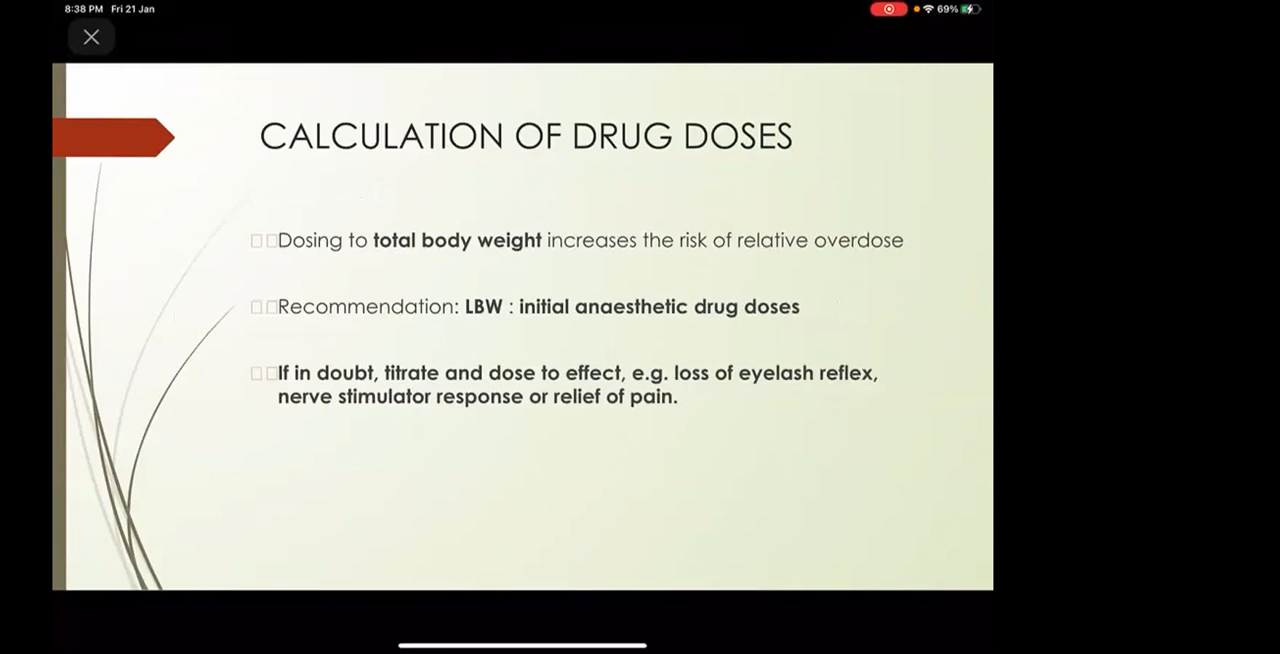 8:38 PM Fri 21 Jan
69%
CALCULATION OF DRUG DOSES
Dosing to total body weight increases the risk of relative overdose
Recommendation: LBW : initial anaesthetic drug doses
If in doubt, titrate and dose to effect, e.g. loss of eyelash reflex,
nerve stimulator response or relief of pain.